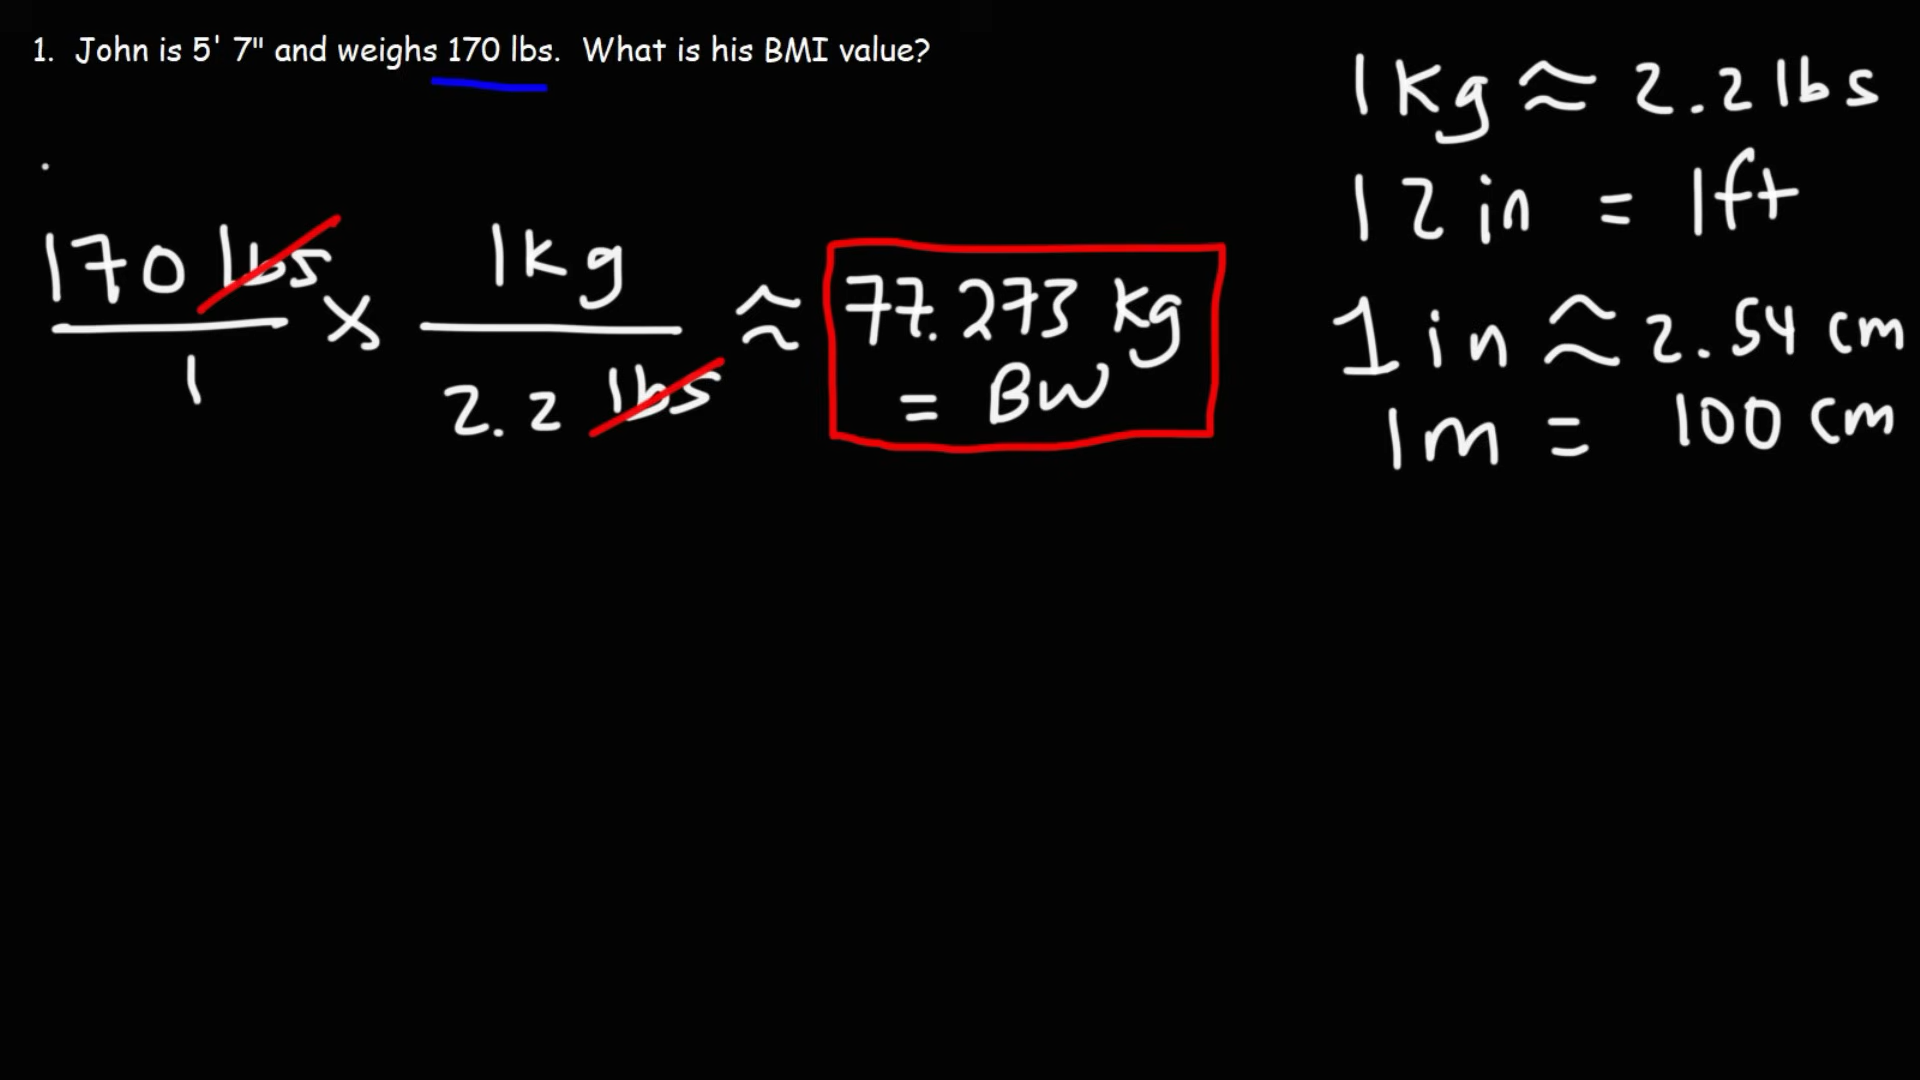 1. John is 5' 7" and weighs 170 lbs. What is his BMI value?
1 kg ≈ 2.2 lbs
12 in = 1 ft
1 in ≈ 2.54 cm
1 m = 100 cm
170 lbs / 1 × 1 kg / 2.2 lbs ≈ 77.273 kg
= BW